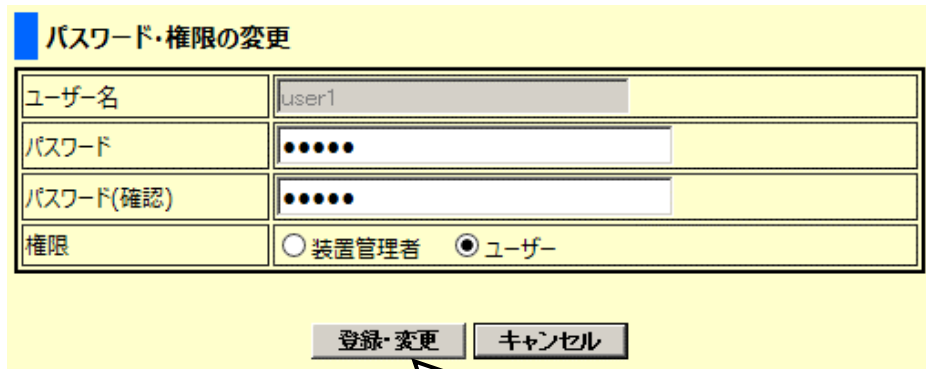 パスワード・権限の変更
ユーザー名 user1
パスワード ●●●●●
パスワード(確認) ●●●●●
権限 装置管理者 ユーザー
登録・変更 キャンセル